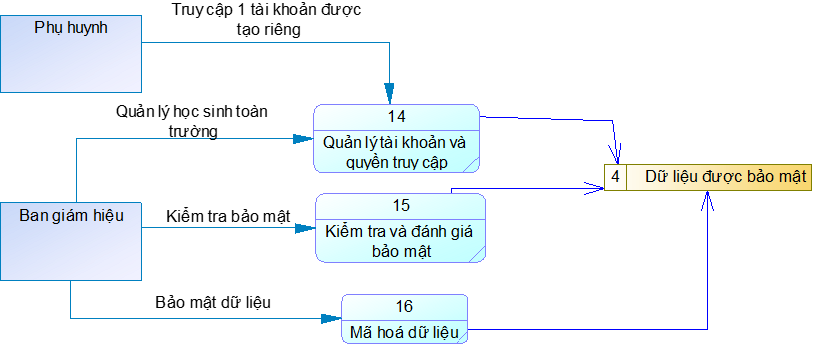 Truy cập 1 tài khoản được
tạo riêng
Phụ huynh
Quản lý học sinh toàn
trường
14
Quản lý tài khoản và
quyền truy cập
4 Dữ liệu được bảo mật
Ban giám hiệu
Kiểm tra bảo mật
15
Kiểm tra và đánh giá
bảo mật
Bảo mật dữ liệu
16
Mã hoá dữ liệu